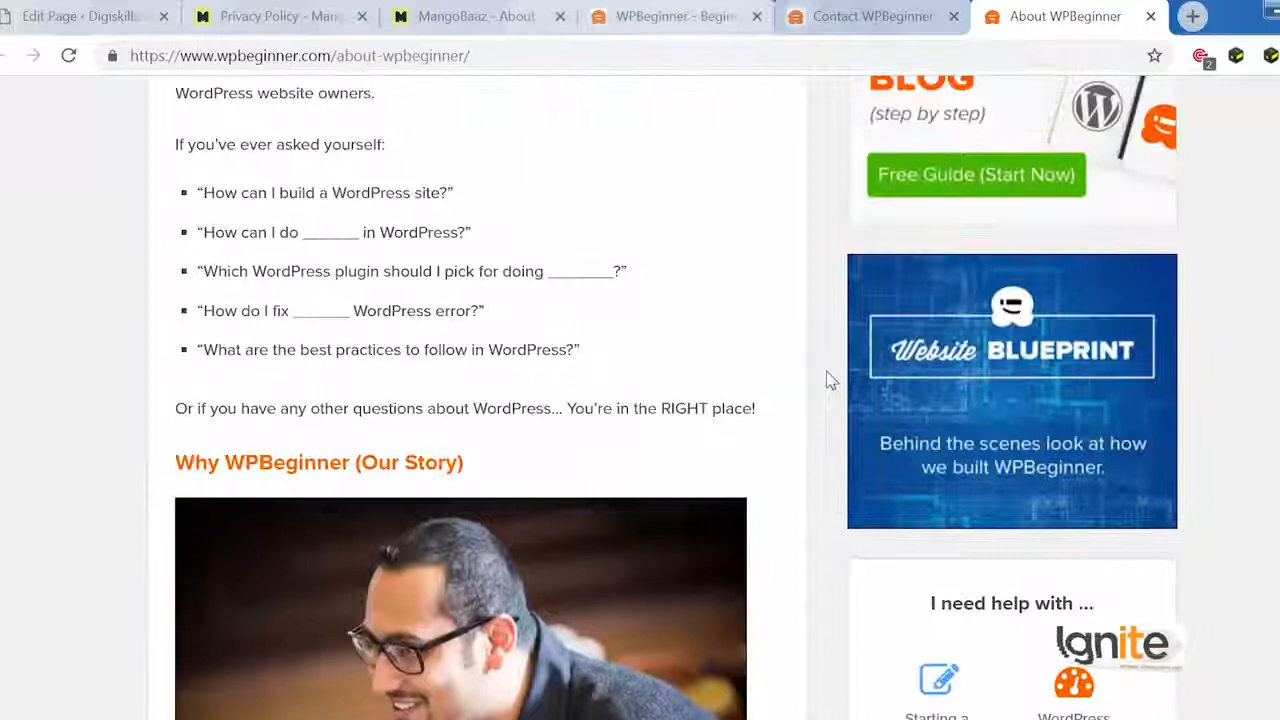 Edit Page ‹ Digiskill
Privacy Policy - Mang
MangoBaaz - About
WPBeginner - Begin
Contact WPBeginner
About WPBeginner
https://www.wpbeginner.com/about-wpbeginner/
2
WordPress website owners.
If you've ever asked yourself:
“How can I build a WordPress site?”
“How can I do _______ in WordPress?”
“Which WordPress plugin should I pick for doing ________?”
“How do I fix _______ WordPress error?”
“What are the best practices to follow in WordPress?”
Or if you have any other questions about WordPress... You're in the RIGHT place!
Why WPBeginner (Our Story)
BLOG
(step by step)
Free Guide (Start Now)
Website BLUEPRINT
Behind the scenes look at how
we built WPBeginner.
I need help with ...
Ignite
Starting a
WordPress